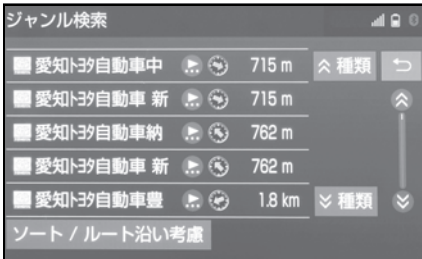 ジャンル検索 0
愛知トヨタ自動車中 715 m 種類
愛知トヨタ自動車 新 715 m
愛知トヨタ自動車納 762 m
愛知トヨタ自動車 新 762 m
愛知トヨタ自動車豊 1.8 km 種類
ソート / ルート沿い考慮